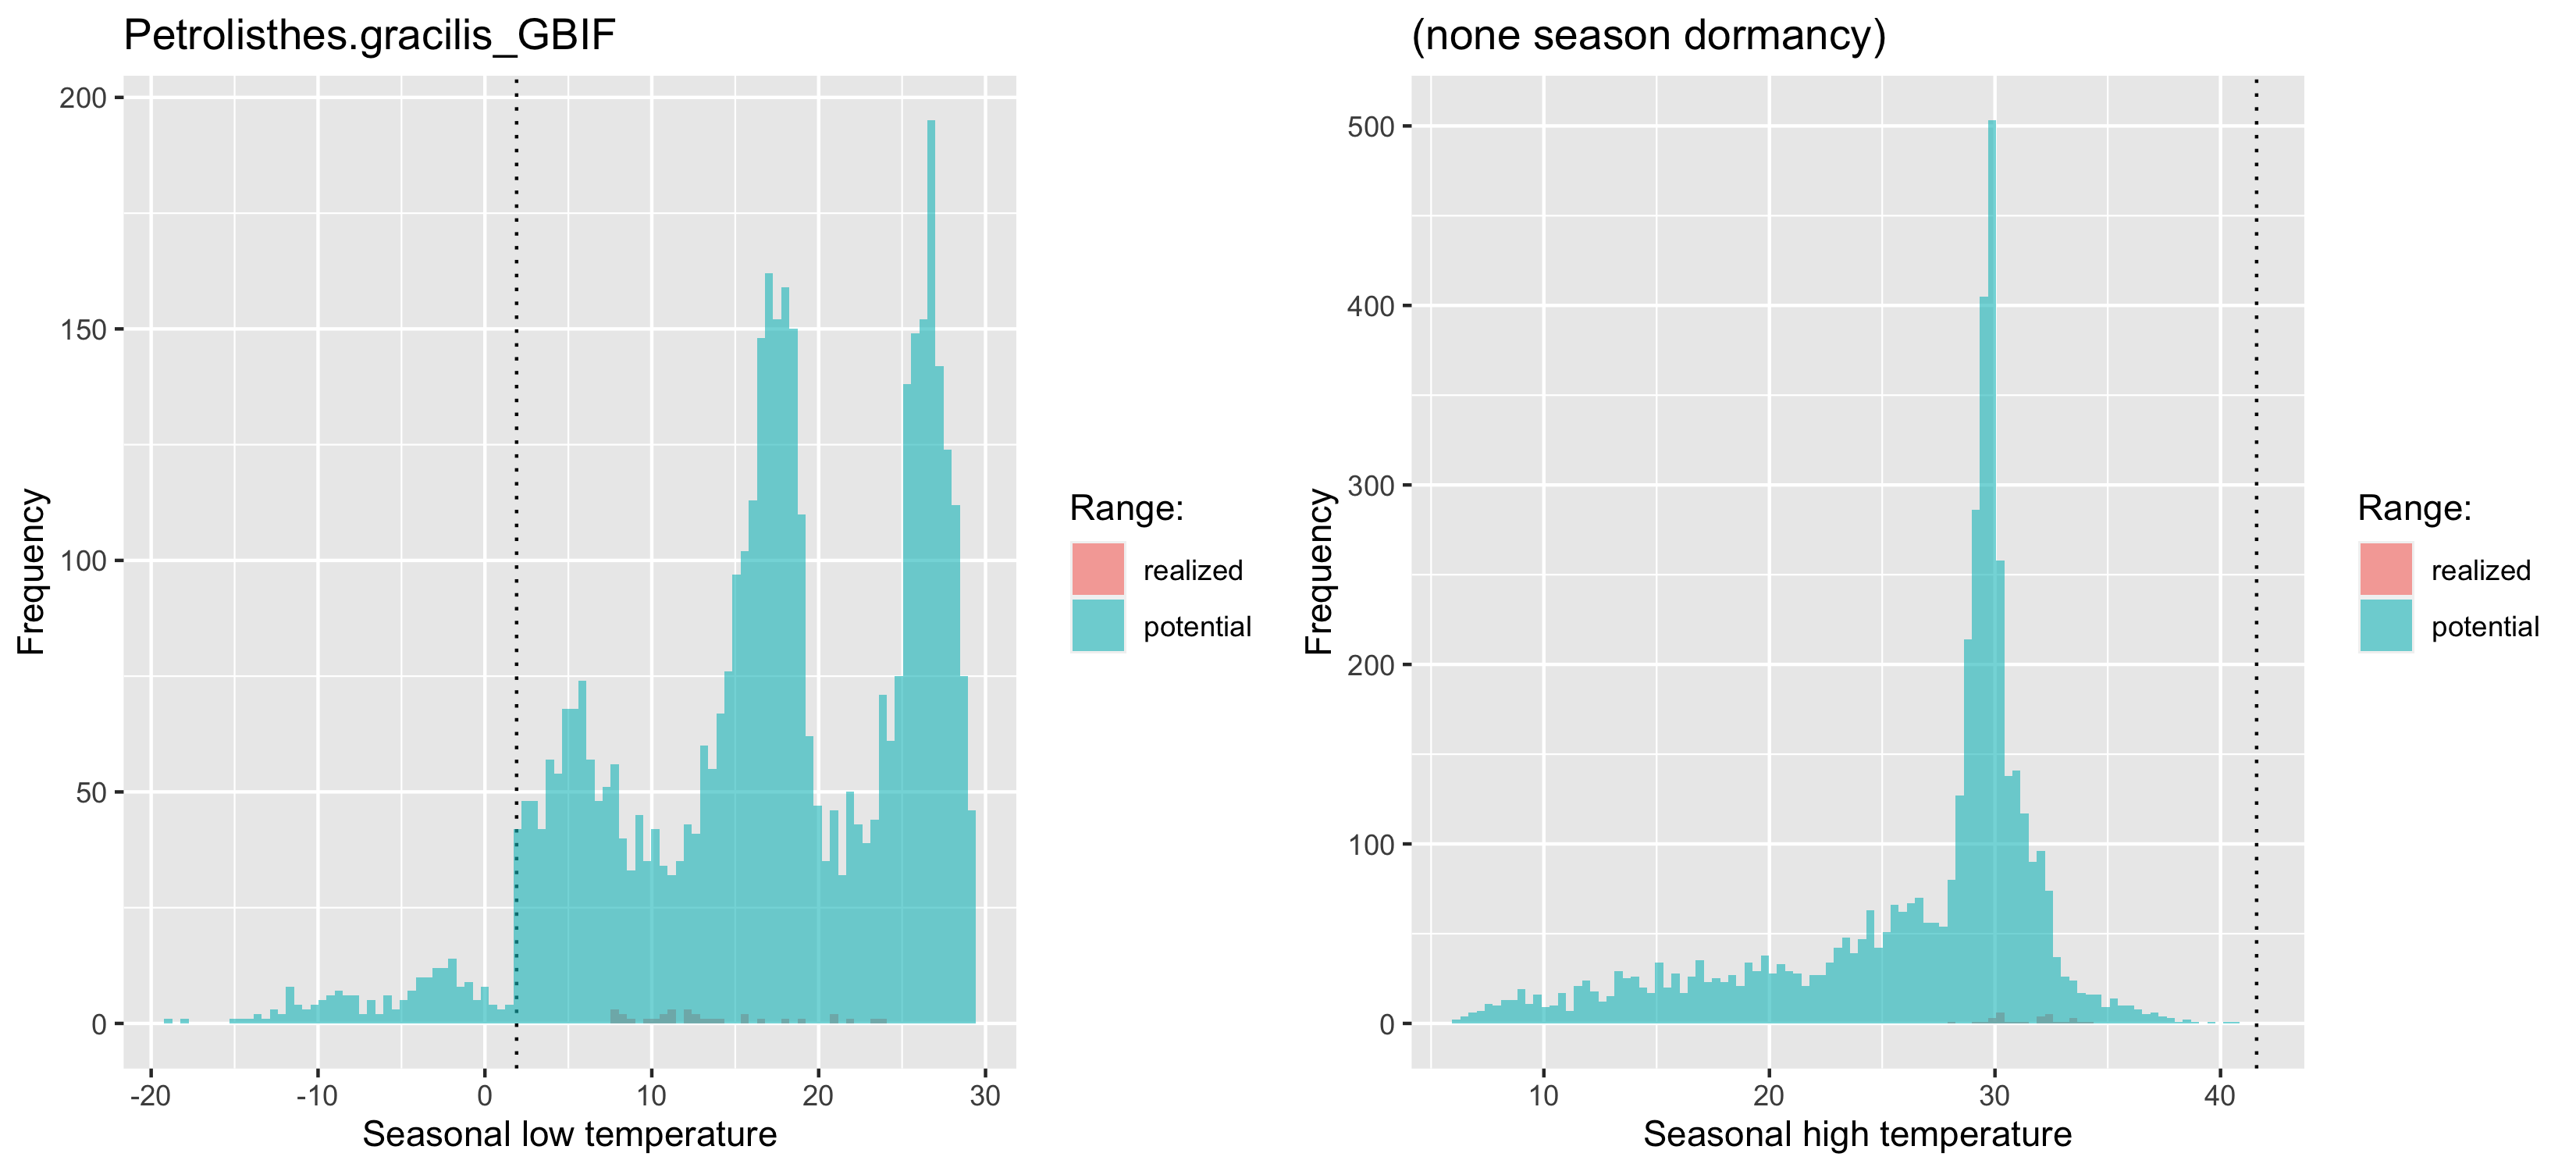 Petrolisthes.gracilis_GBIF
200
150
100
50
0
Frequency
-20 -10 0 10 20 30
Seasonal low temperature
Range:
realized
potential
(none season dormancy)
500
400
300
200
100
0
Frequency
10 20 30 40
Seasonal high temperature
Range:
realized
potential